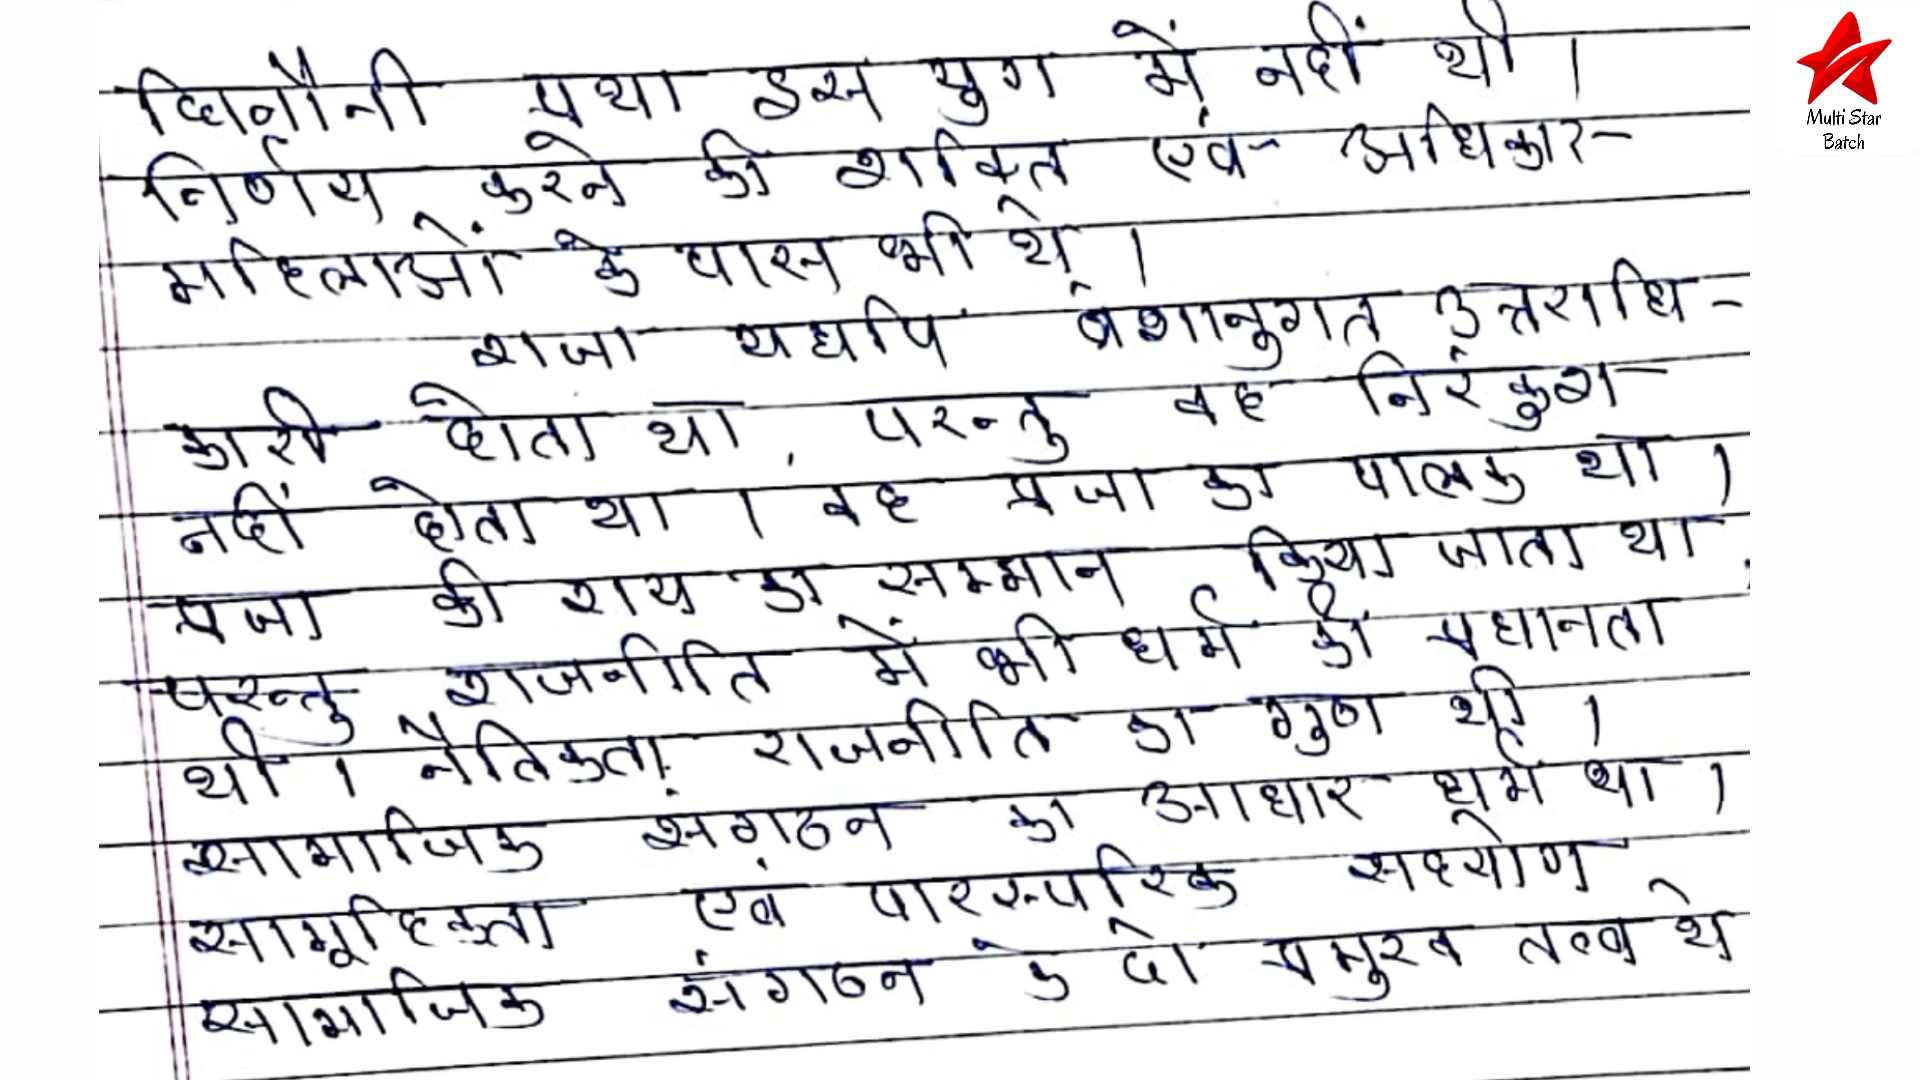 घिनौनी प्रथा इस युग में नहीं थी ।
निर्णय करने की शक्ति एवं अधिकार
महिलाओं के पास भी थे ।
राजा यद्यपि वंशानुगत उत्तराधि-
कारी होता था, परन्तु वह निरंकुश
नहीं होता था । वह प्रजा का पालक था ।
प्रजा की राय का सम्मान किया जाता था,
परन्तु राजनीति में भी धर्म की प्रधानता
थी । नैतिकता राजनीति का गुण थी ।
सामाजिक संगठन का आधार धर्म था ।
सामूहिकता एवं पारस्परिक सहयोग
सामाजिक संगठन के दो प्रमुख तत्व थे
Multi Star
Batch